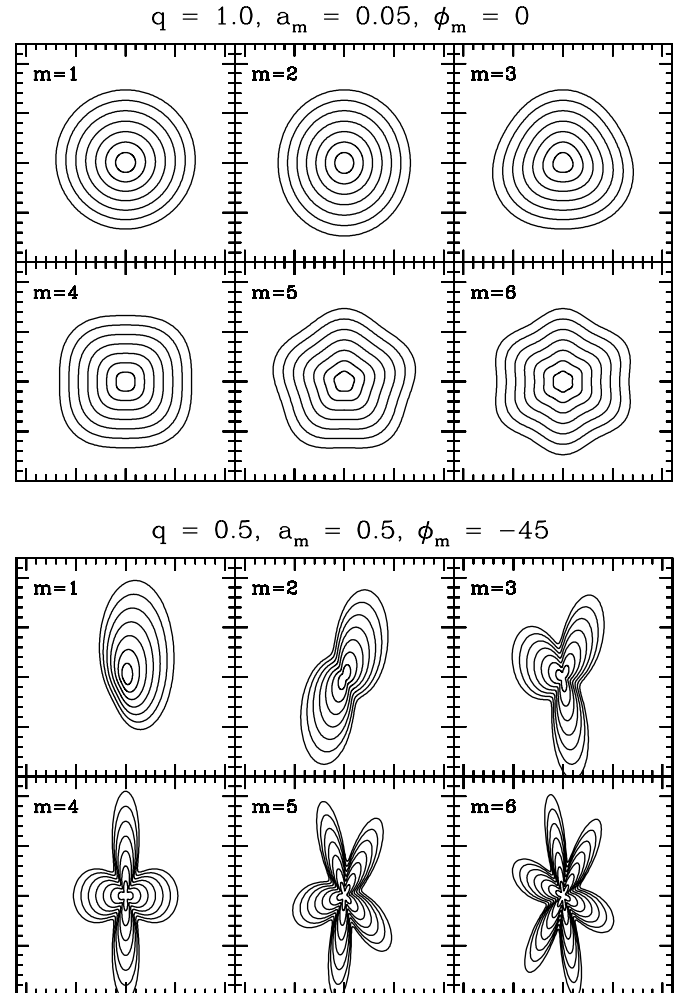 q = 1.0, a_m = 0.05, ϕ_m = 0
m=1 m=2 m=3
m=4 m=5 m=6
q = 0.5, a_m = 0.5, ϕ_m = −45
m=1 m=2 m=3
m=4 m=5 m=6